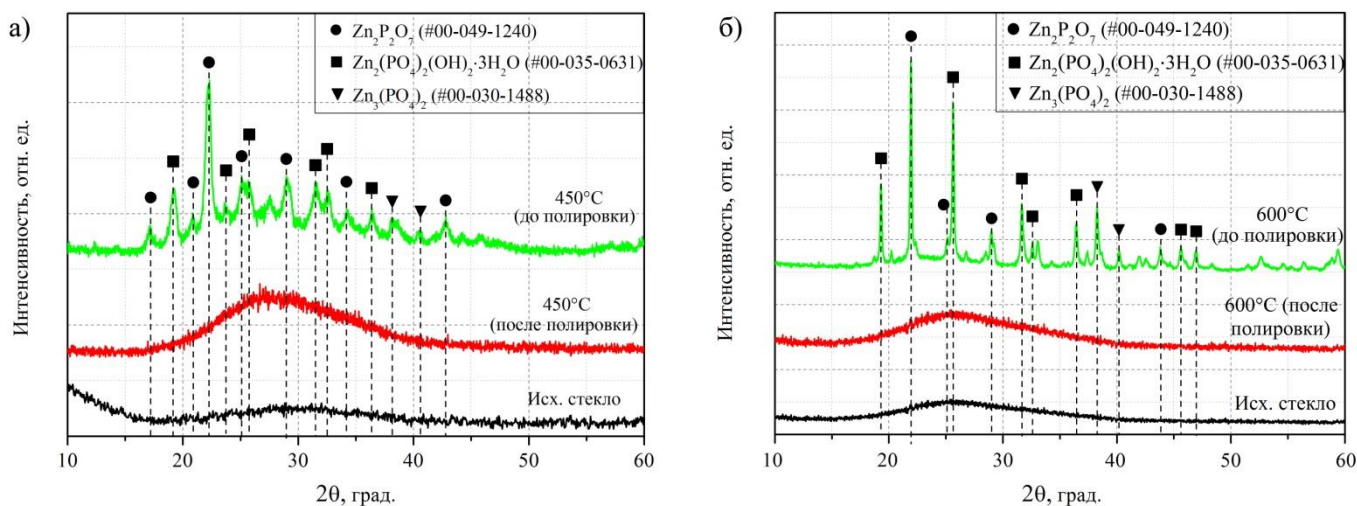 а)
● Zn₂P₂O₇ (#00-049-1240)
■ Zn₂(PO₄)₂(OH)₂·3H₂O (#00-035-0631)
▼ Zn₃(PO₄)₂ (#00-030-1488)
Интенсивность, отн. ед.
450°C
(до полировки)
450°C
(после полировки)
Исх. стекло
10 20 30 40 50 60
2θ, град.
б)
● Zn₂P₂O₇ (#00-049-1240)
■ Zn₂(PO₄)₂(OH)₂·3H₂O (#00-035-0631)
▼ Zn₃(PO₄)₂ (#00-030-1488)
Интенсивность, отн. ед.
600°C
(до полировки)
600°C (после
полировки)
Исх. стекло
10 20 30 40 50 60
2θ, град.